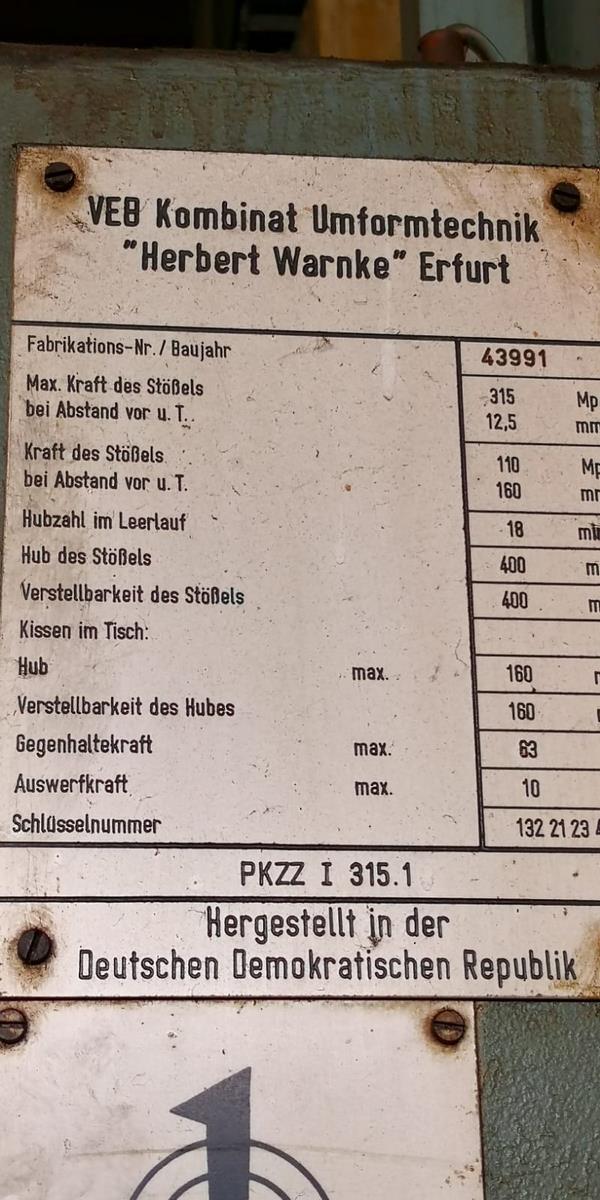 VEB Kombinat Umformtechnik
"Herbert Warnke" Erfurt
Fabrikations-Nr. / Baujahr 43991
Max. Kraft des Stößels 315 Mp
bei Abstand vor u. T. 12,5 mm
Kraft des Stößels 110
bei Abstand vor u. T. 160
Hubzahl im Leerlauf 18
Hub des Stößels 400
Verstellbarkeit des Stößels 400
Kissen im Tisch:
Hub max. 160
Verstellbarkeit des Hubes 160
Gegenhaltekraft max. 63
Auswerfkraft max. 10
Schlüsselnummer 132 21 23
PKZZ I 315.1
Hergestellt in der
Deutschen Demokratischen Republik